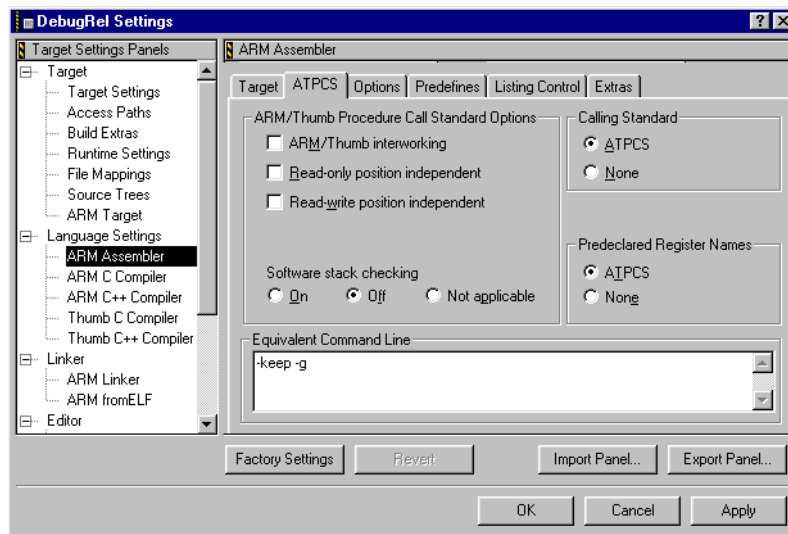 DebugRel Settings
Target Settings Panels
Target
Target Settings
Access Paths
Build Extras
Runtime Settings
File Mappings
Source Trees
ARM Target
Language Settings
ARM Assembler
ARM C Compiler
ARM C++ Compiler
Thumb C Compiler
Thumb C++ Compiler
Linker
ARM Linker
ARM fromELF
Editor
ARM Assembler
Target ATPCS Options Predefines Listing Control Extras
ARM/Thumb Procedure Call Standard Options
ARM/Thumb interworking
Read-only position independent
Read-write position independent
Software stack checking
On Off Not applicable
Calling Standard
ATPCS
None
Predeclared Register Names
ATPCS
None
Equivalent Command Line
-keep -g
Factory Settings Revert Import Panel... Export Panel...
OK Cancel Apply